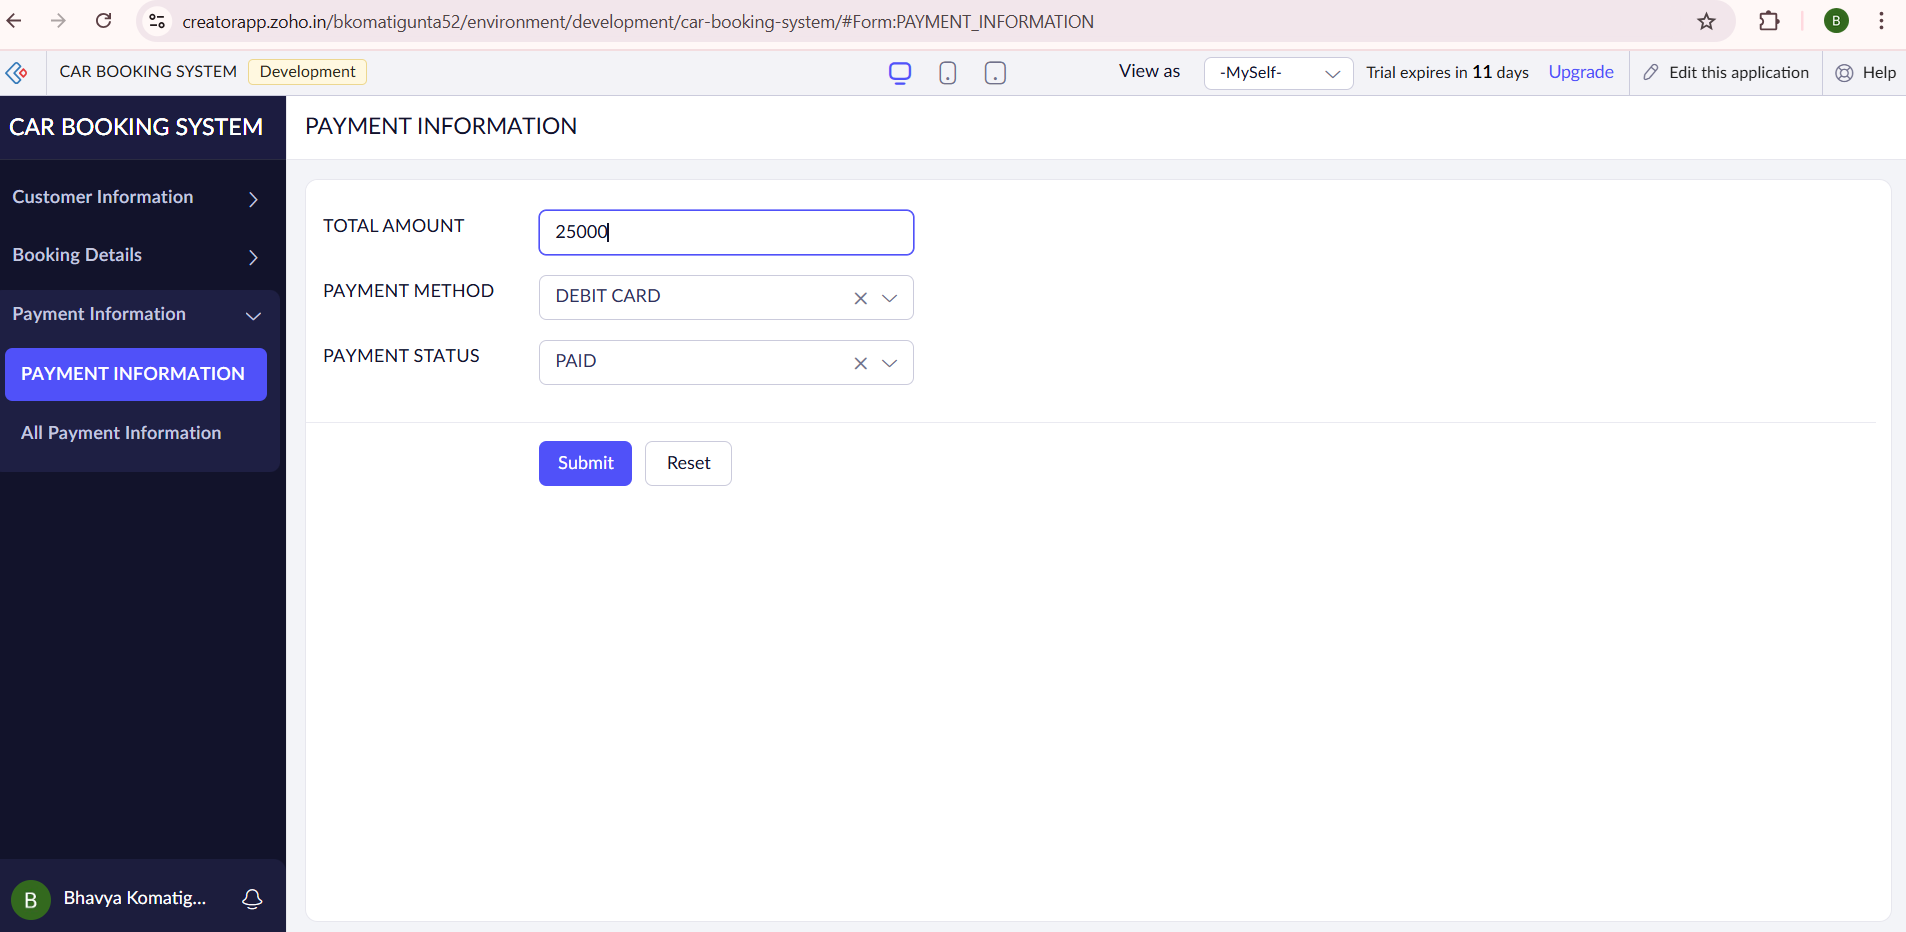 creatorapp.zoho.in/bkomatigunta52/environment/development/car-booking-system/#Form:PAYMENT_INFORMATION
B
CAR BOOKING SYSTEM Development View as -MySelf- Trial expires in 11 days Upgrade Edit this application Help
CAR BOOKING SYSTEM
Customer Information
Booking Details
Payment Information
PAYMENT INFORMATION
All Payment Information
B Bhavya Komatig...
PAYMENT INFORMATION
TOTAL AMOUNT 25000
PAYMENT METHOD DEBIT CARD
PAYMENT STATUS PAID
Submit Reset